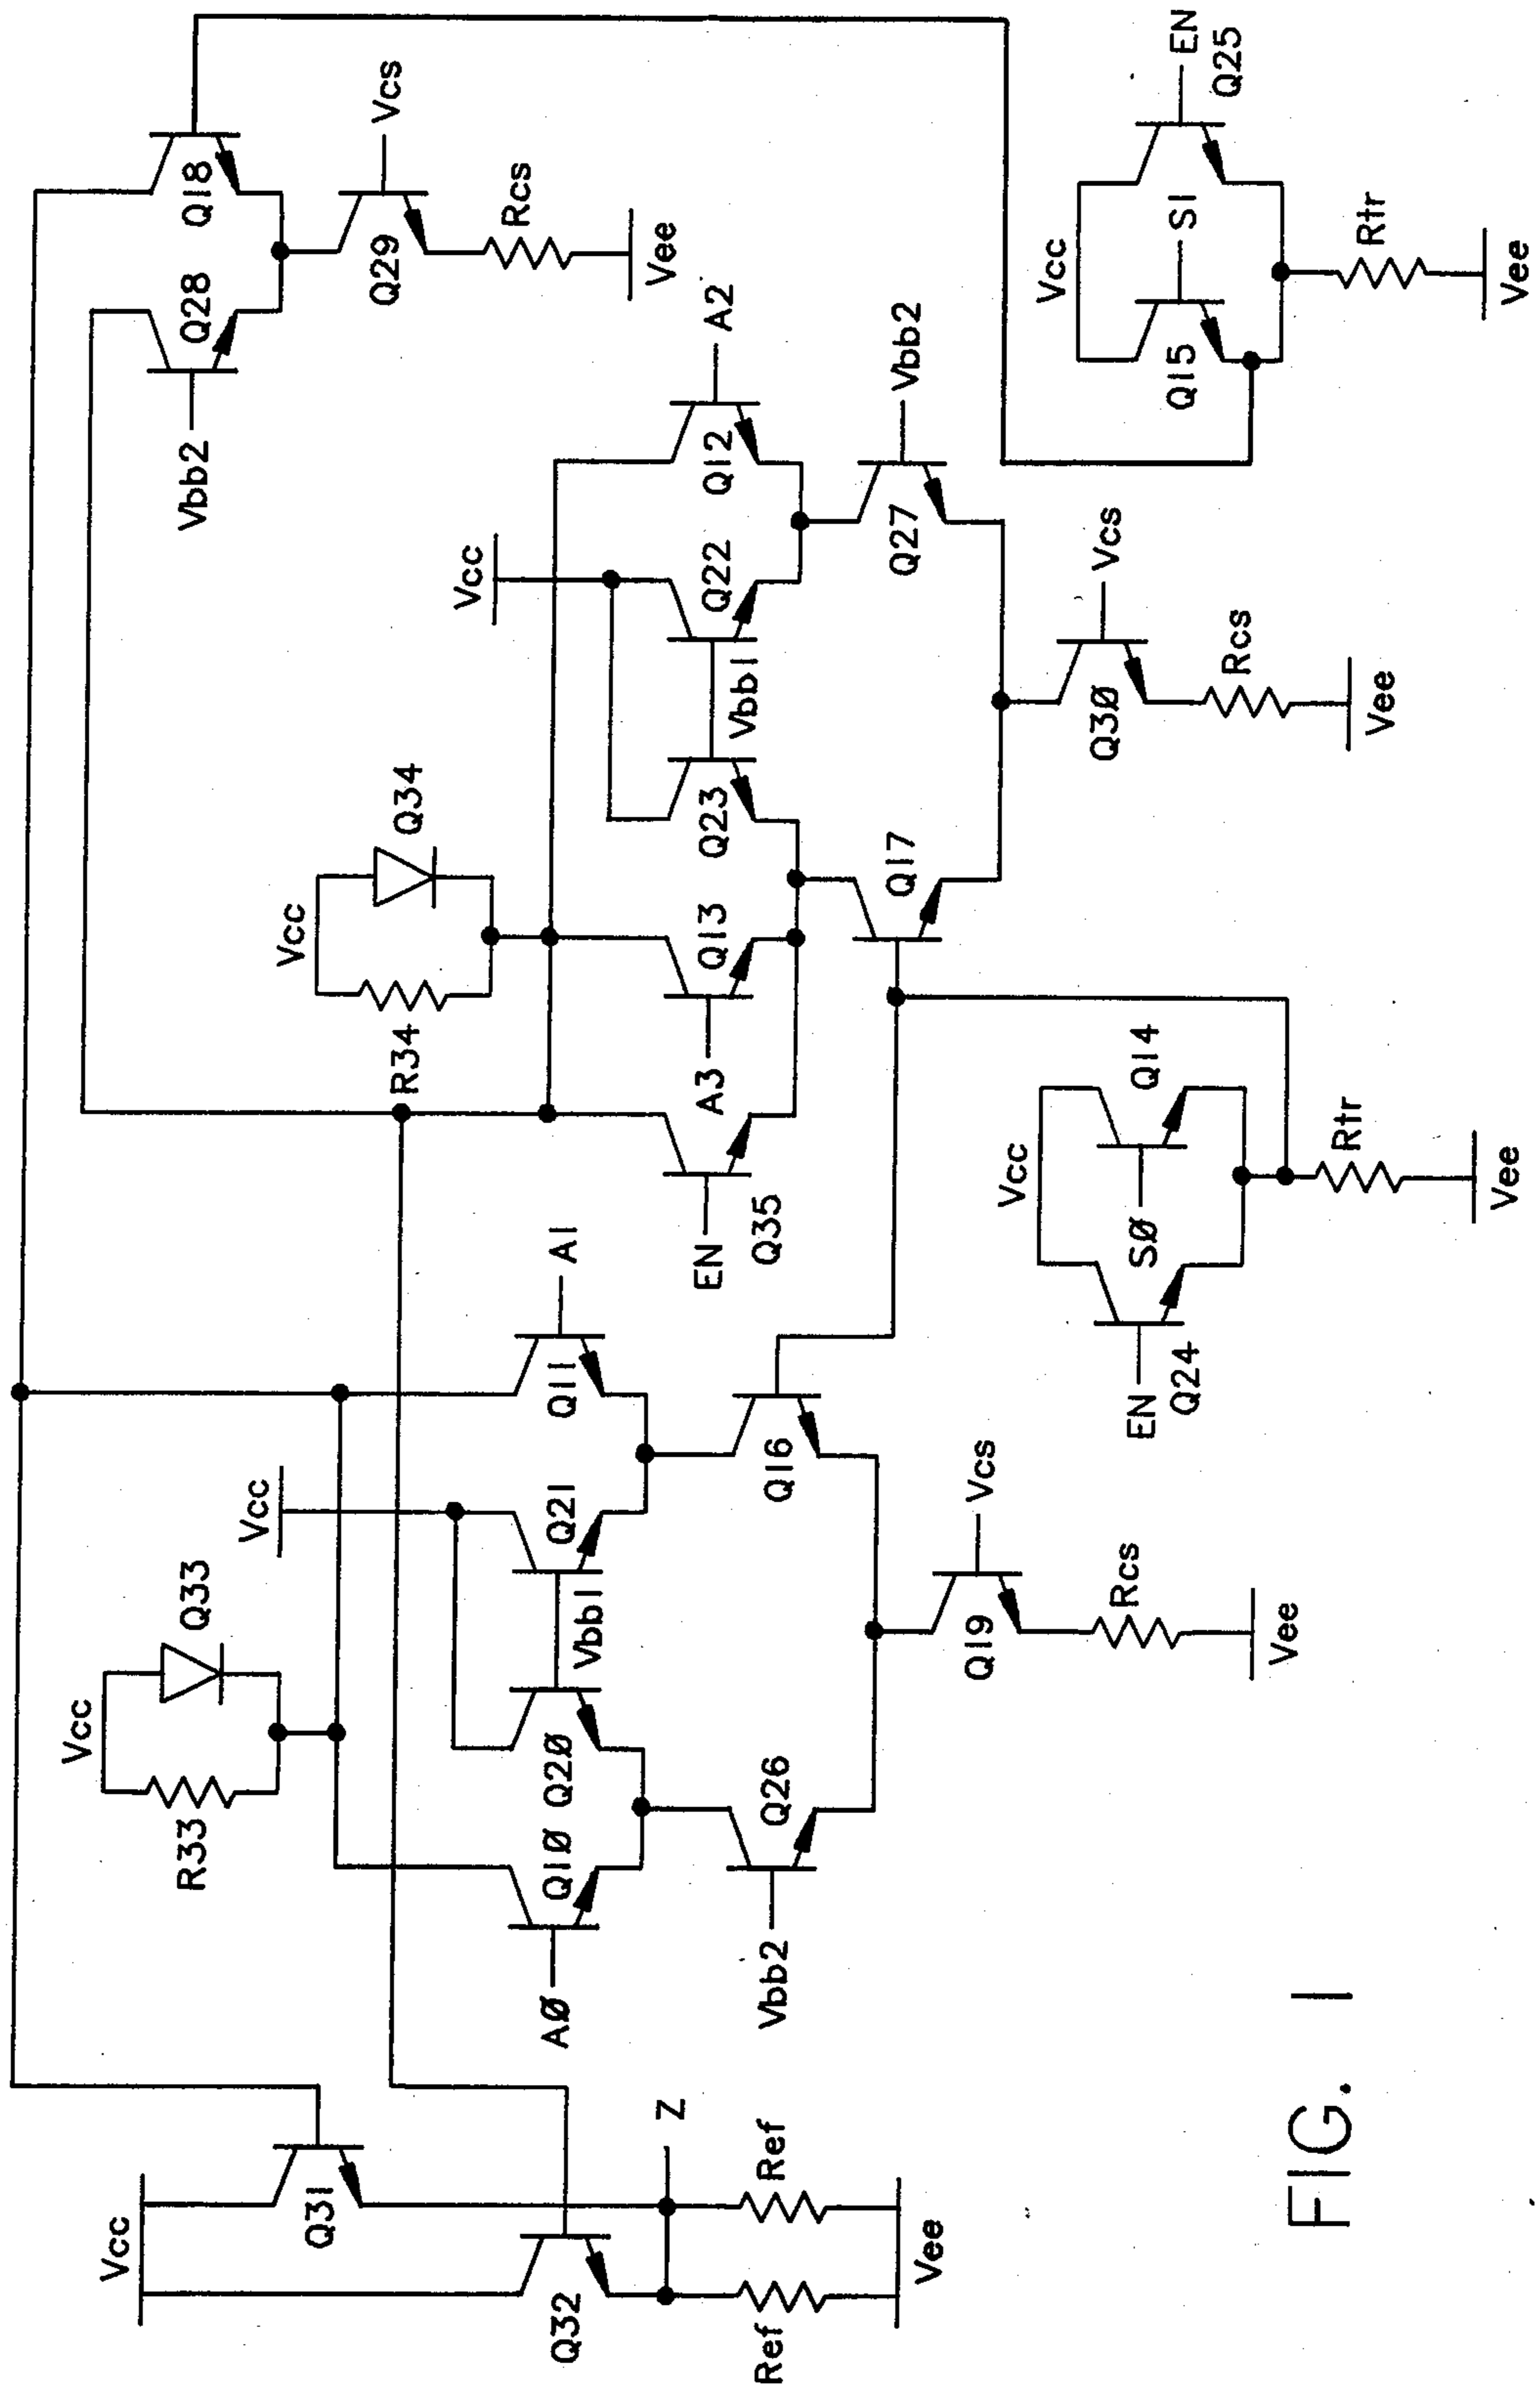 Vcc
Q31
Q32
Z
Ref
Ref
Vee
Vcc
R33
Q33
Vcc
AØ
Q1Ø
Q2Ø
Vbb1
Q21
Q11
A1
Vbb2
Q26
Q16
Q19
Vcs
Rcs
Vee
Vcc
R34
Q34
Vcc
EN
Q35
A3
Q13
Q23
Vbb1
Q22
Q12
A2
Q17
Q27
Vbb2
Q3Ø
Vcs
Rcs
Vee
Vbb2
Q28
Q18
Q29
Vcs
Rcs
Vee
Vcc
EN
Q24
SØ
Q14
Rtr
Vee
Vcc
Q15
S1
EN
Q25
Rtr
Vee
FIG. 1